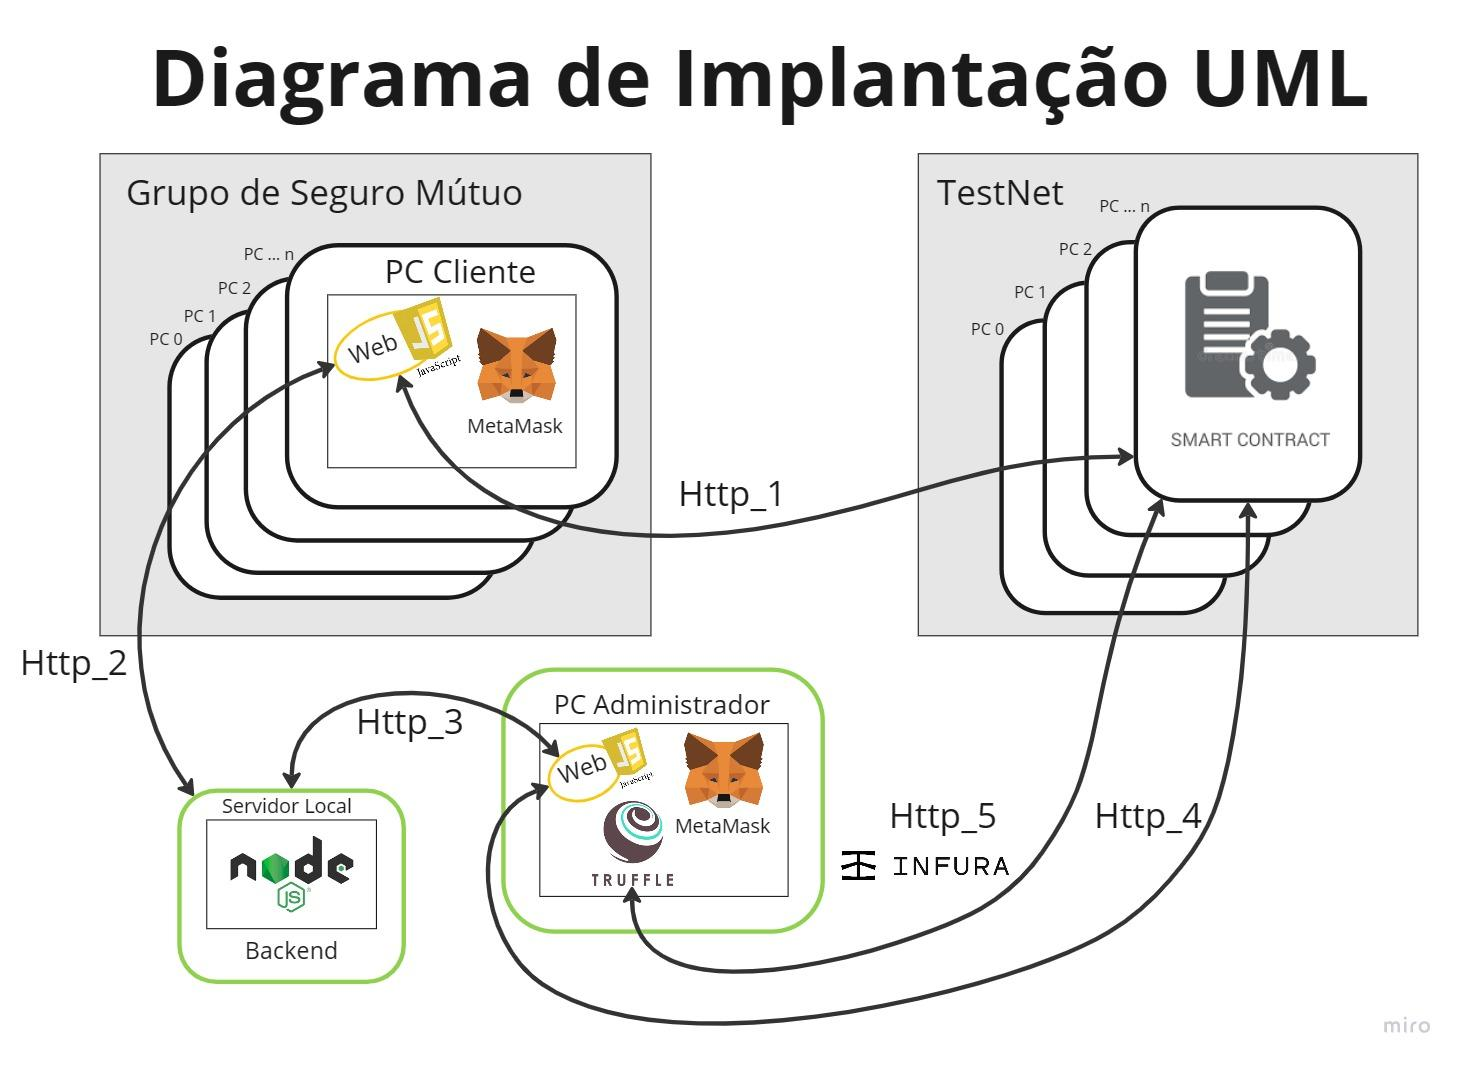 Diagrama de Implantação UML
Grupo de Seguro Mútuo
PC ... n
PC 2
PC 1
PC 0
PC Cliente
Web
JS
JavaScript
MetaMask
TestNet
PC ... n
PC 2
PC 1
PC 0
SMART CONTRACT
Http_1
Http_2
Http_3
PC Administrador
Web
JS
JavaScript
MetaMask
TRUFFLE
Servidor Local
node
JS
Backend
Http_5
INFURA
Http_4
miro